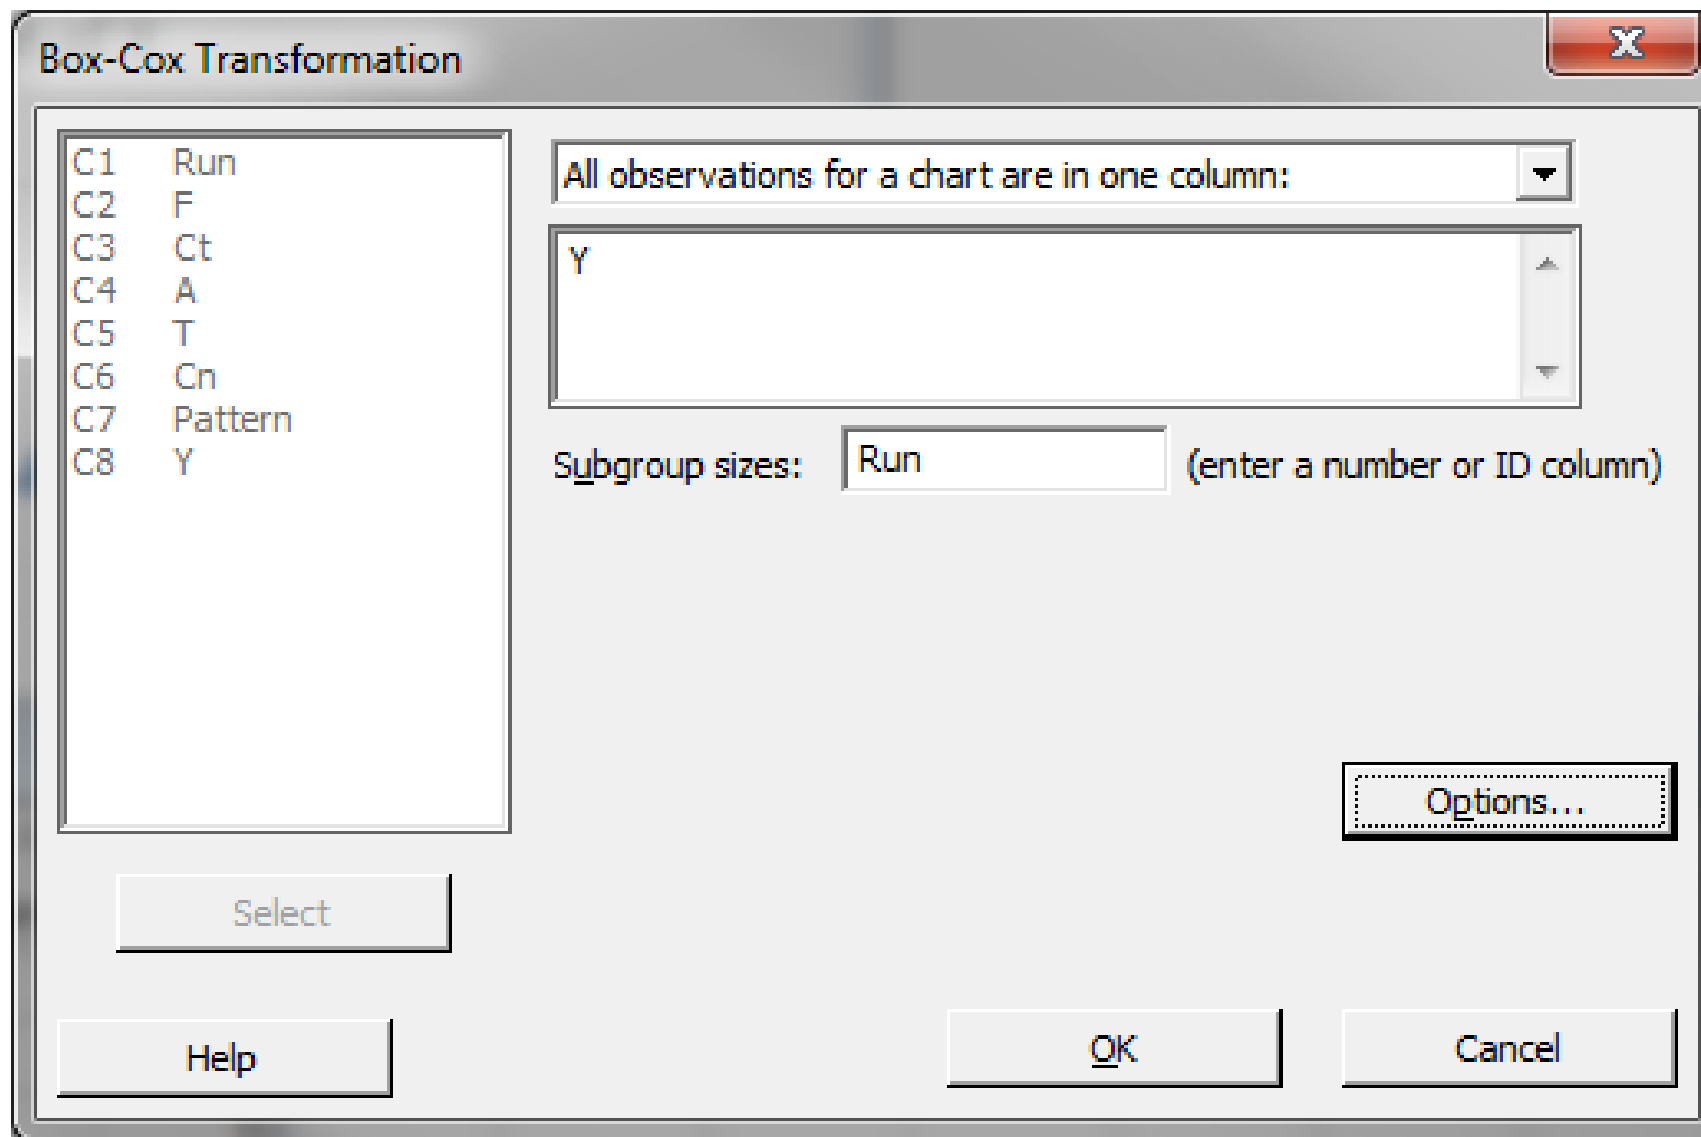 Box-Cox Transformation
C1 Run
C2 F
C3 Ct
C4 A
C5 T
C6 Cn
C7 Pattern
C8 Y
All observations for a chart are in one column:
Y
Subgroup sizes: Run (enter a number or ID column)
Options...
Select
Help
OK
Cancel